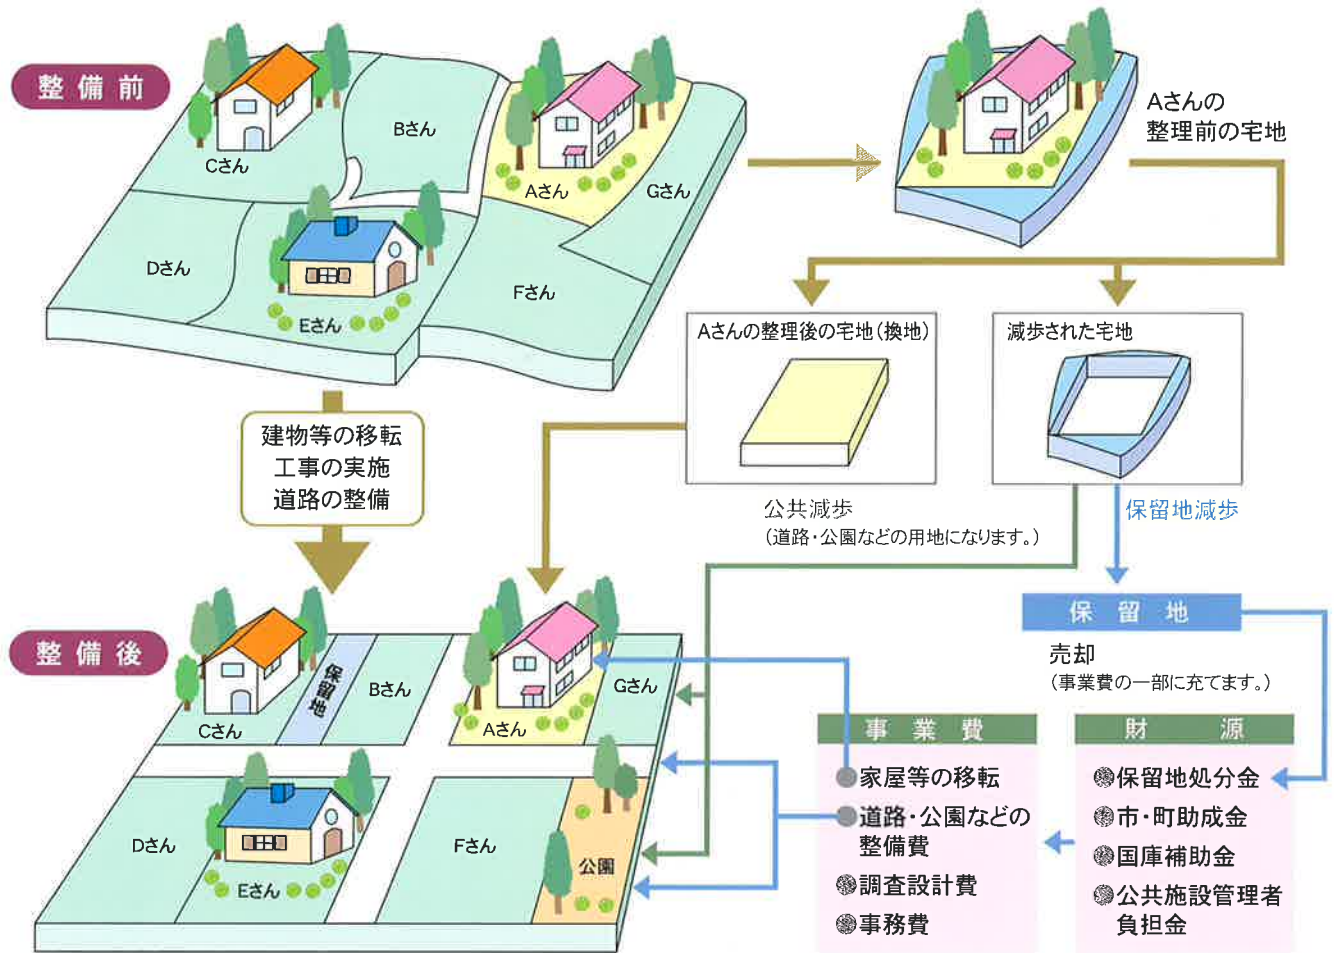 整備前
Cさん
Bさん
Aさん
Gさん
Dさん
Eさん
Fさん
Aさんの
整理前の宅地
Aさんの整理後の宅地(換地)
減歩された宅地
建物等の移転
工事の実施
道路の整備
公共減歩
(道路・公園などの用地になります。)
保留地減歩
保留地
売却
(事業費の一部に充てます。)
整備後
Cさん
保留地
Bさん
Aさん
Gさん
Dさん
Eさん
Fさん
公園
事業費
家屋等の移転
道路・公園などの
整備費
調査設計費
事務費
財源
保留地処分金
市・町助成金
国庫補助金
公共施設管理者
負担金